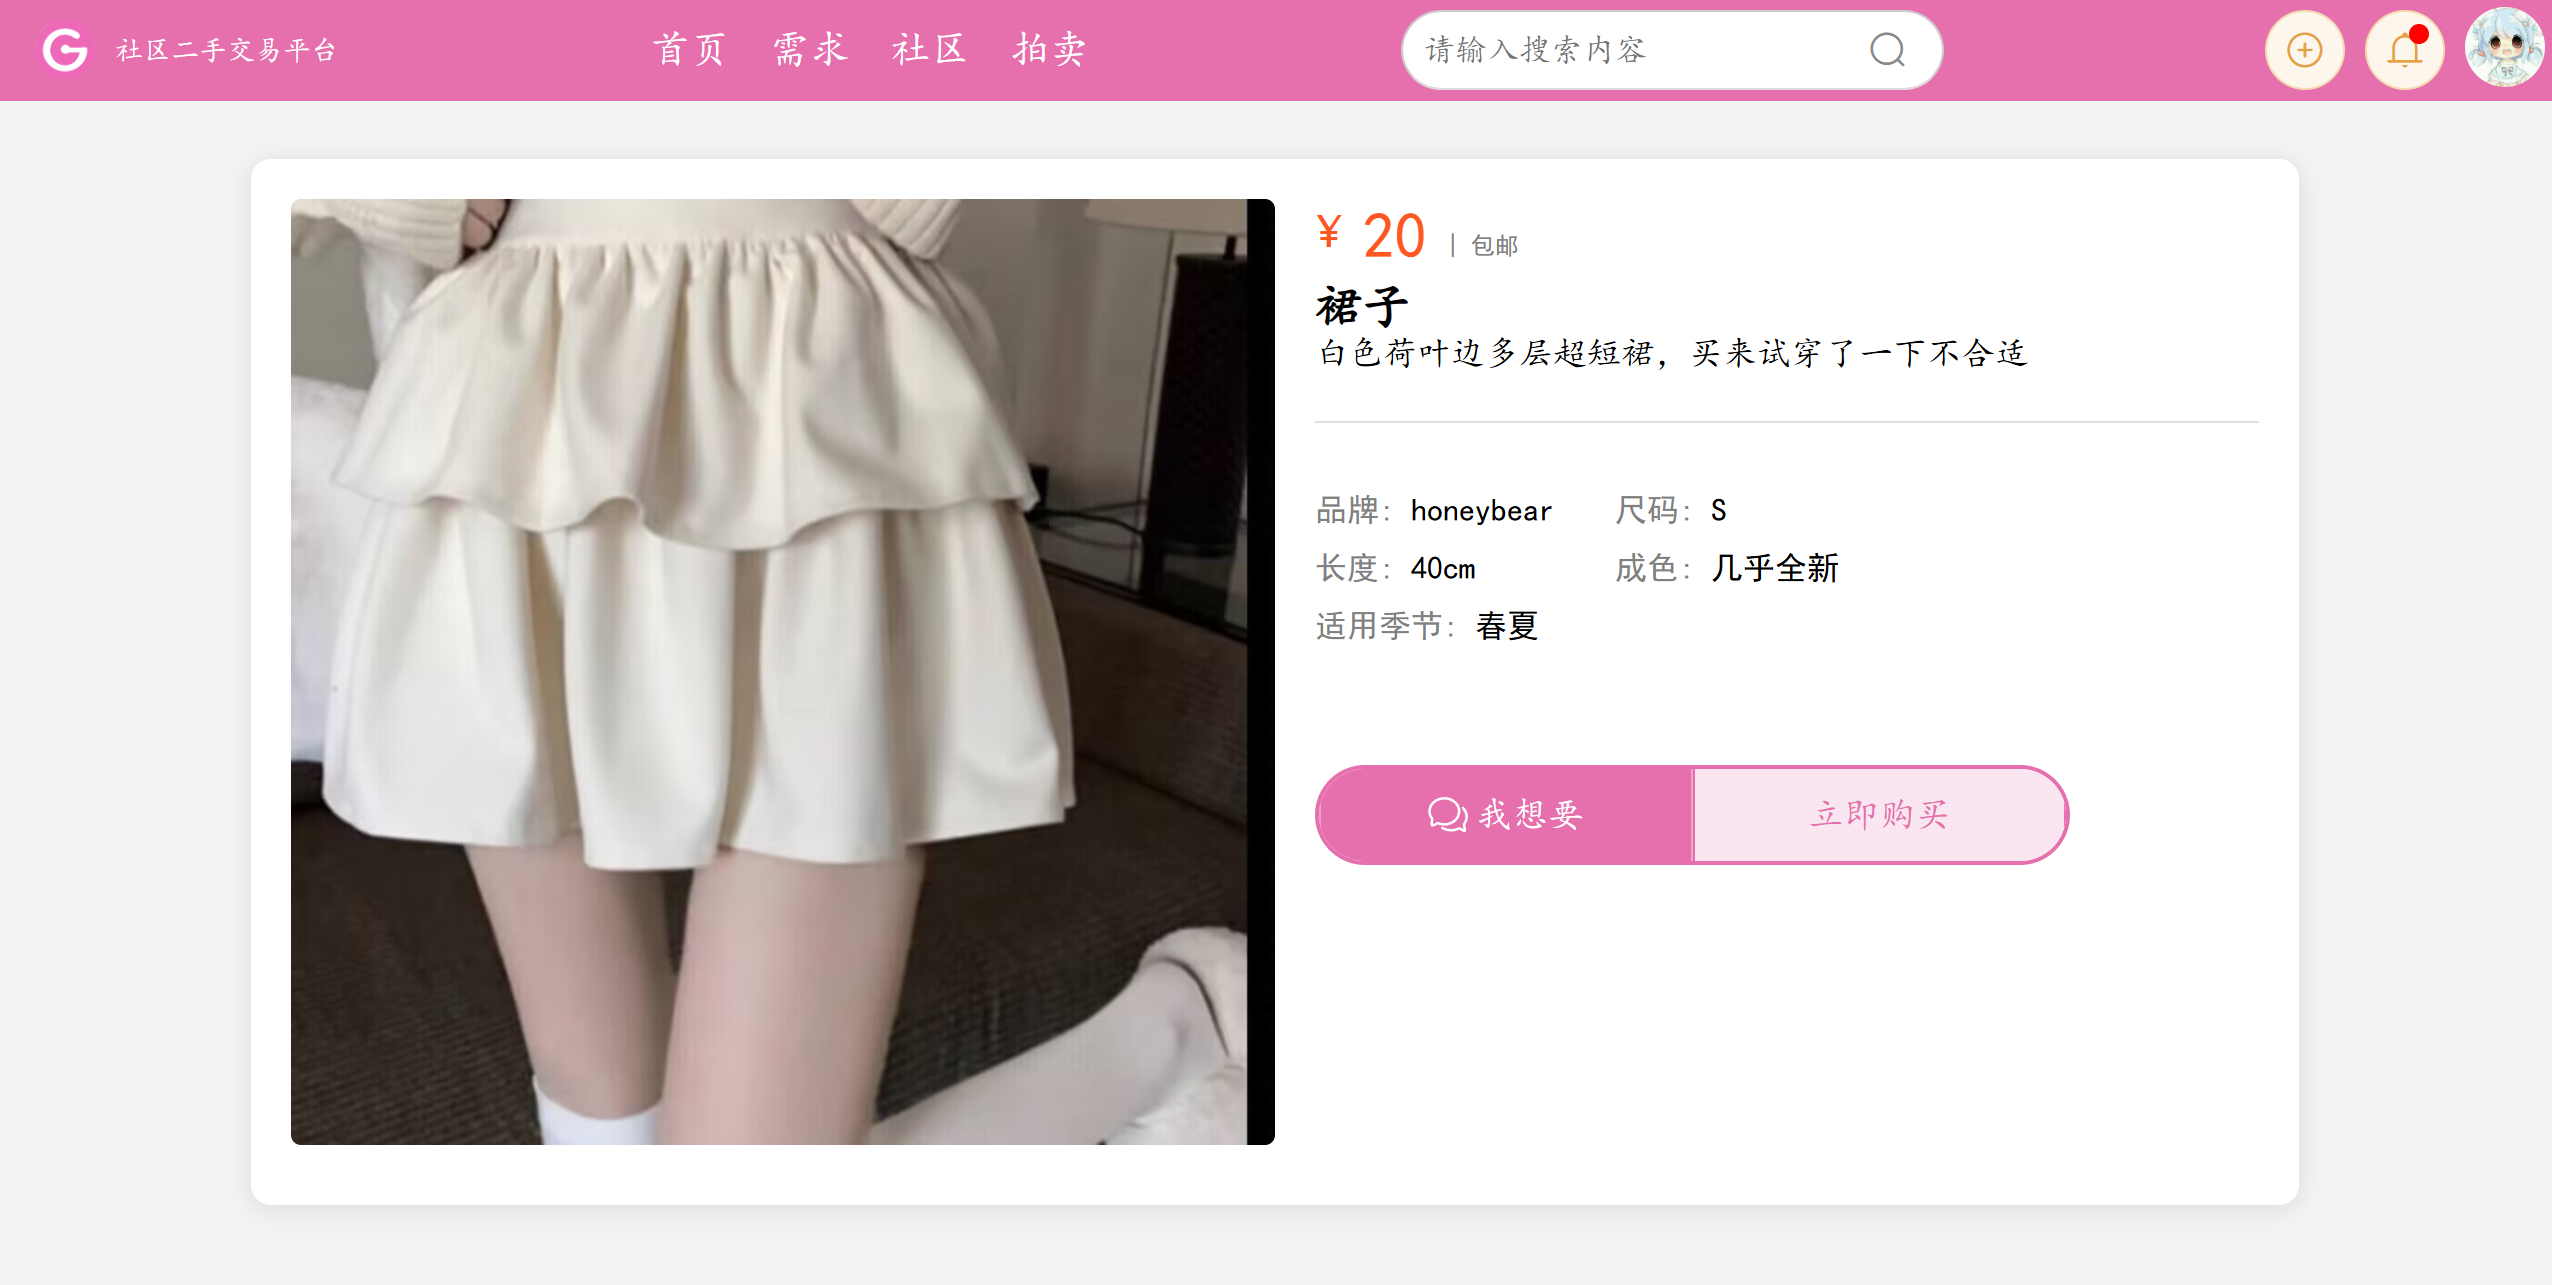 社区二手交易平台
首页 需求 社区 拍卖
请输入搜索内容
¥ 20 | 包邮
裙子
白色荷叶边多层超短裙，买来试穿了一下不合适
品牌: honeybear 尺码: S
长度: 40cm 成色: 几乎全新
适用季节: 春夏
我想要 立即购买